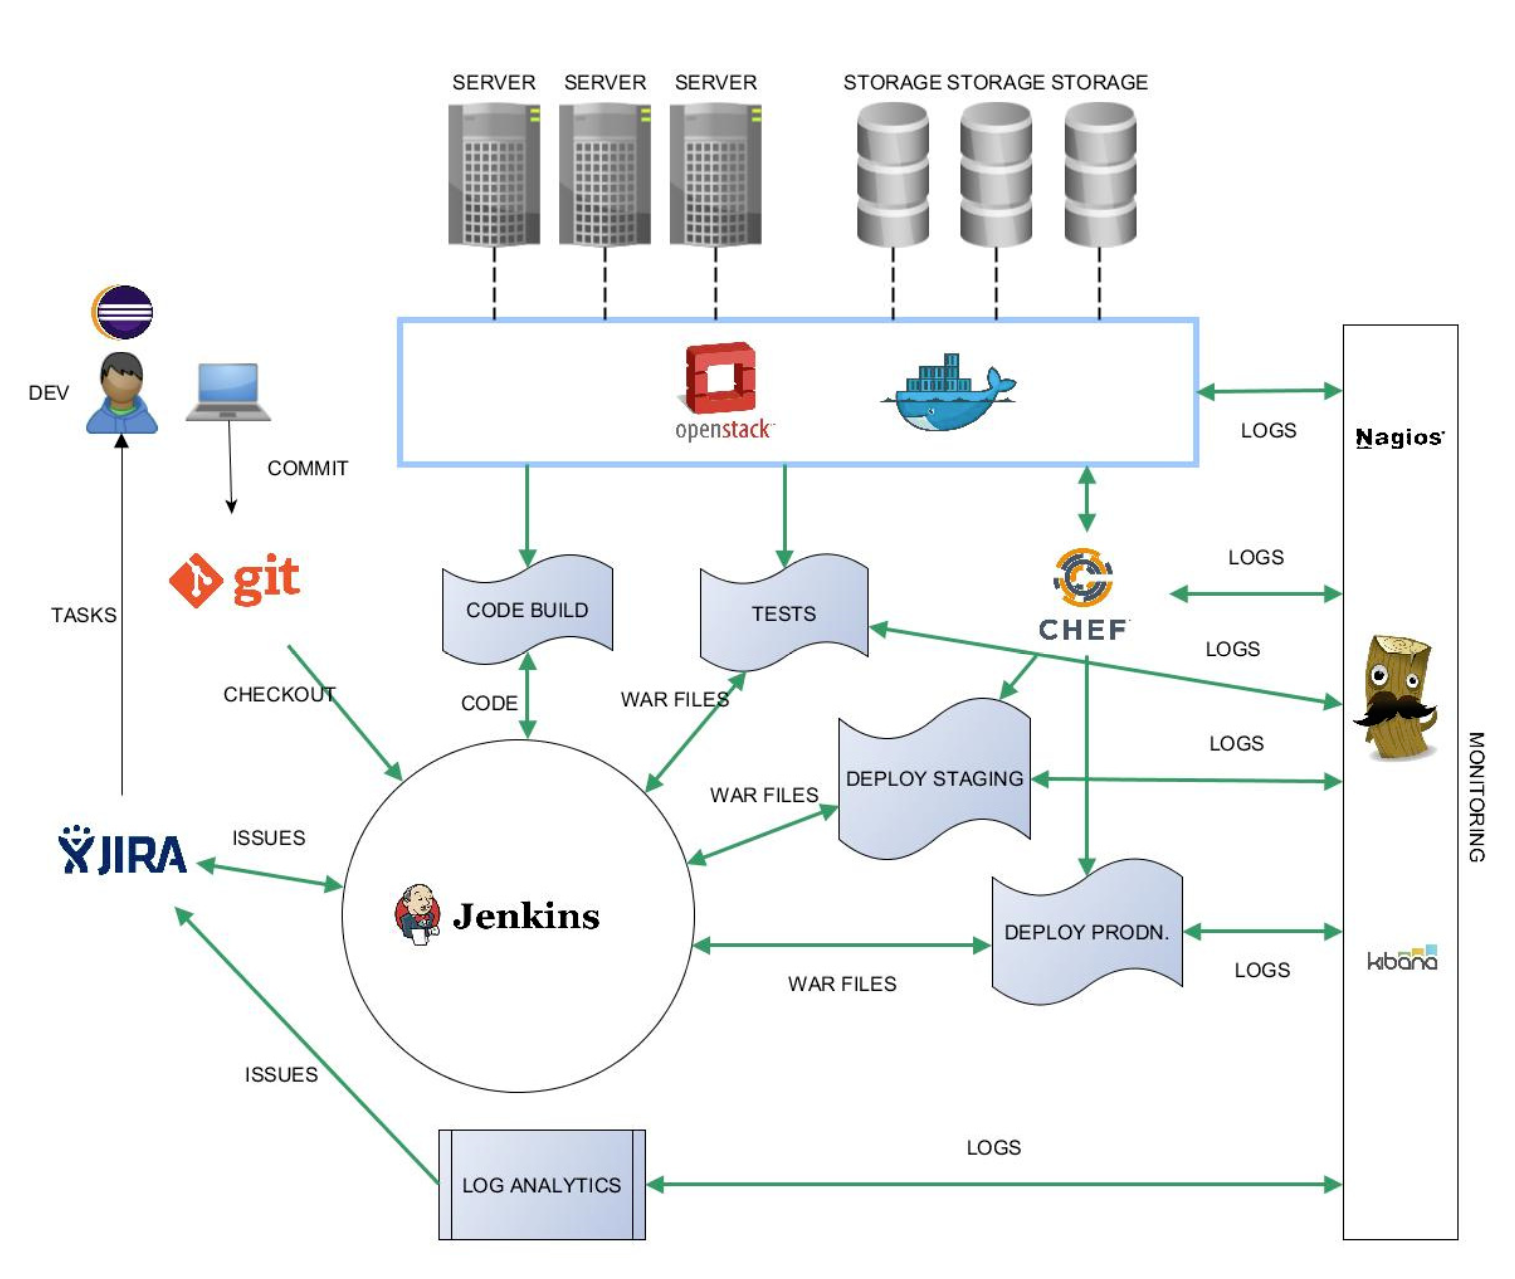 SERVER SERVER SERVER STORAGE STORAGE STORAGE
DEV
openstack
LOGS
Nagios
COMMIT
git
LOGS
CODE BUILD
TESTS
TASKS
CHEF
LOGS
CHECKOUT
CODE
WAR FILES
LOGS
DEPLOY STAGING
WAR FILES
MONITORING
ISSUES
JIRA
Jenkins
DEPLOY PRODN.
kibana
LOGS
WAR FILES
ISSUES
LOGS
LOG ANALYTICS